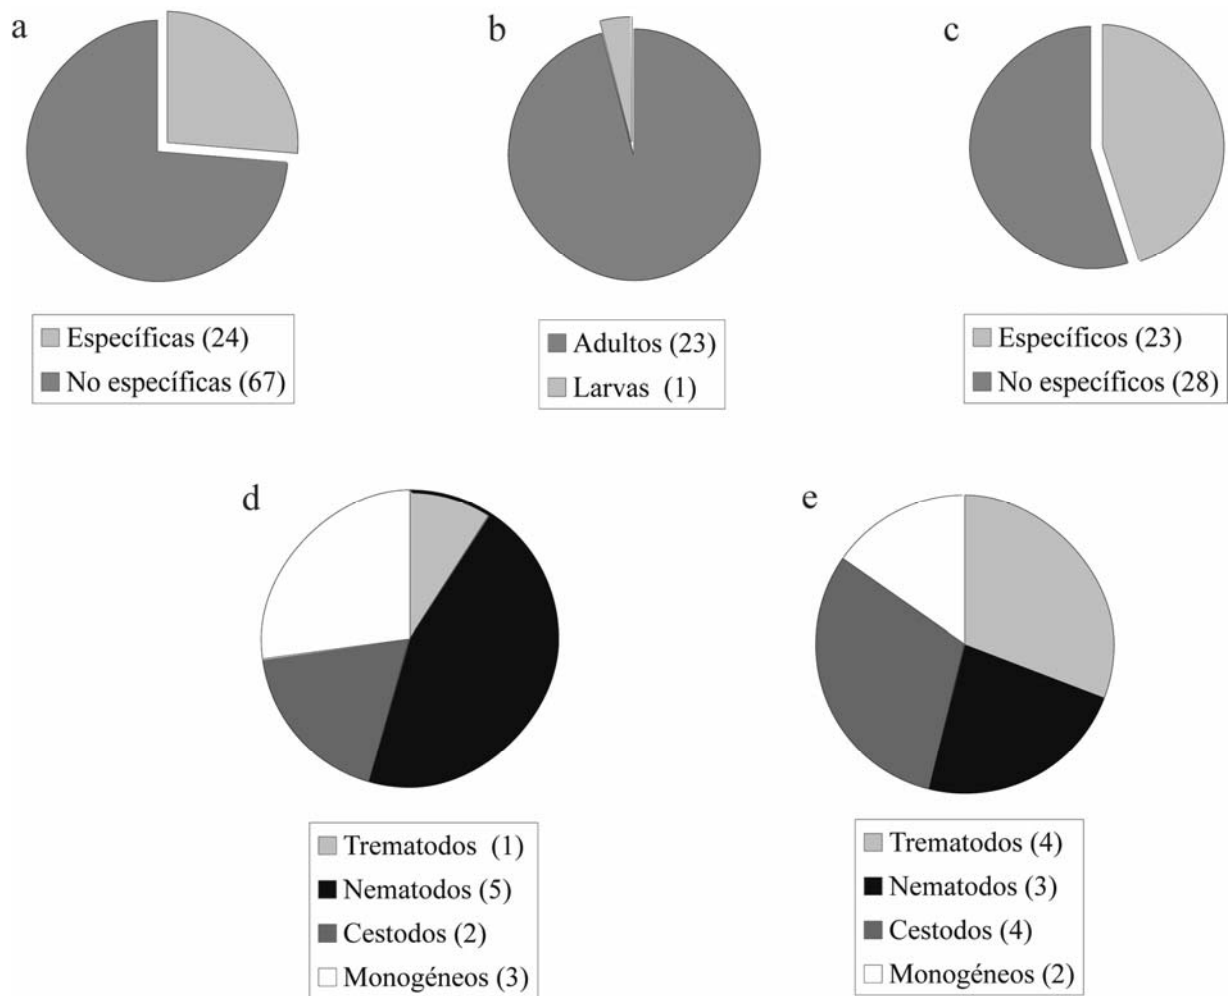 a
Específicas (24)
No específicas (67)
b
Adultos (23)
Larvas (1)
c
Específicos (23)
No específicos (28)
d
Trematodos (1)
Nematodos (5)
Cestodos (2)
Monogéneos (3)
e
Trematodos (4)
Nematodos (3)
Cestodos (4)
Monogéneos (2)